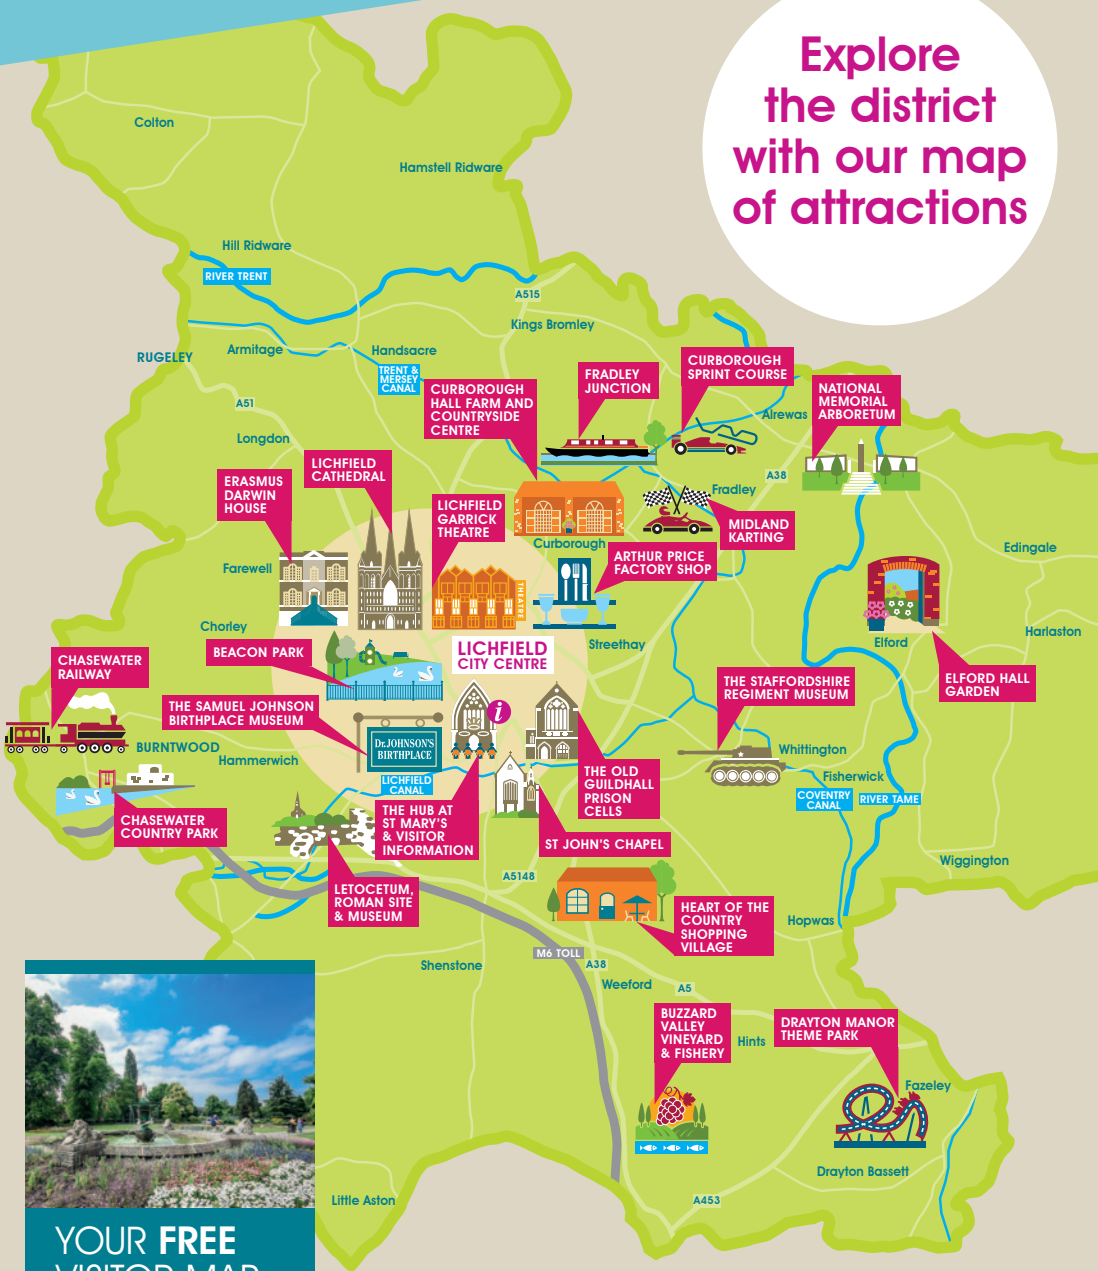 Explore
the district
with our map
of attractions
Colton
Hamstell Ridware
Hill Ridware
RIVER TRENT
A515
Kings Bromley
RUGELEY
Armitage
Handsacre
TRENT &
MERSEY
CANAL
A51
Longdon
CURBOROUGH
HALL FARM AND
COUNTRYSIDE
CENTRE
FRADLEY
JUNCTION
CURBOROUGH
SPRINT COURSE
NATIONAL
MEMORIAL
ARBORETUM
Alrewas
A38
Fradley
MIDLAND
KARTING
LICHFIELD
CATHEDRAL
ERASMUS
DARWIN
HOUSE
LICHFIELD
GARRICK
THEATRE
THEATRE
Curborough
ARTHUR PRICE
FACTORY SHOP
Farewell
Edingale
Chorley
BEACON PARK
LICHFIELD
CITY CENTRE
Streethay
Elford
Harlaston
ELFORD HALL
GARDEN
CHASEWATER
RAILWAY
THE SAMUEL JOHNSON
BIRTHPLACE MUSEUM
Dr. JOHNSON'S
BIRTHPLACE
i
THE STAFFORDSHIRE
REGIMENT MUSEUM
BURNTWOOD
Hammerwich
LICHFIELD
CANAL
Whittington
Fisherwick
COVENTRY
CANAL
RIVER TAME
CHASEWATER
COUNTRY PARK
THE HUB AT
ST MARY'S
& VISITOR
INFORMATION
THE OLD
GUILDHALL
PRISON
CELLS
ST JOHN'S CHAPEL
LETOCETUM,
ROMAN SITE
& MUSEUM
A5148
Wiggington
HEART OF THE
COUNTRY
SHOPPING
VILLAGE
Hopwas
M6 TOLL
A38
Shenstone
Weeford
A5
BUZZARD
VALLEY
VINEYARD
& FISHERY
Hints
DRAYTON MANOR
THEME PARK
Fazeley
Drayton Bassett
Little Aston
A453
YOUR FREE
VISITOR MAP